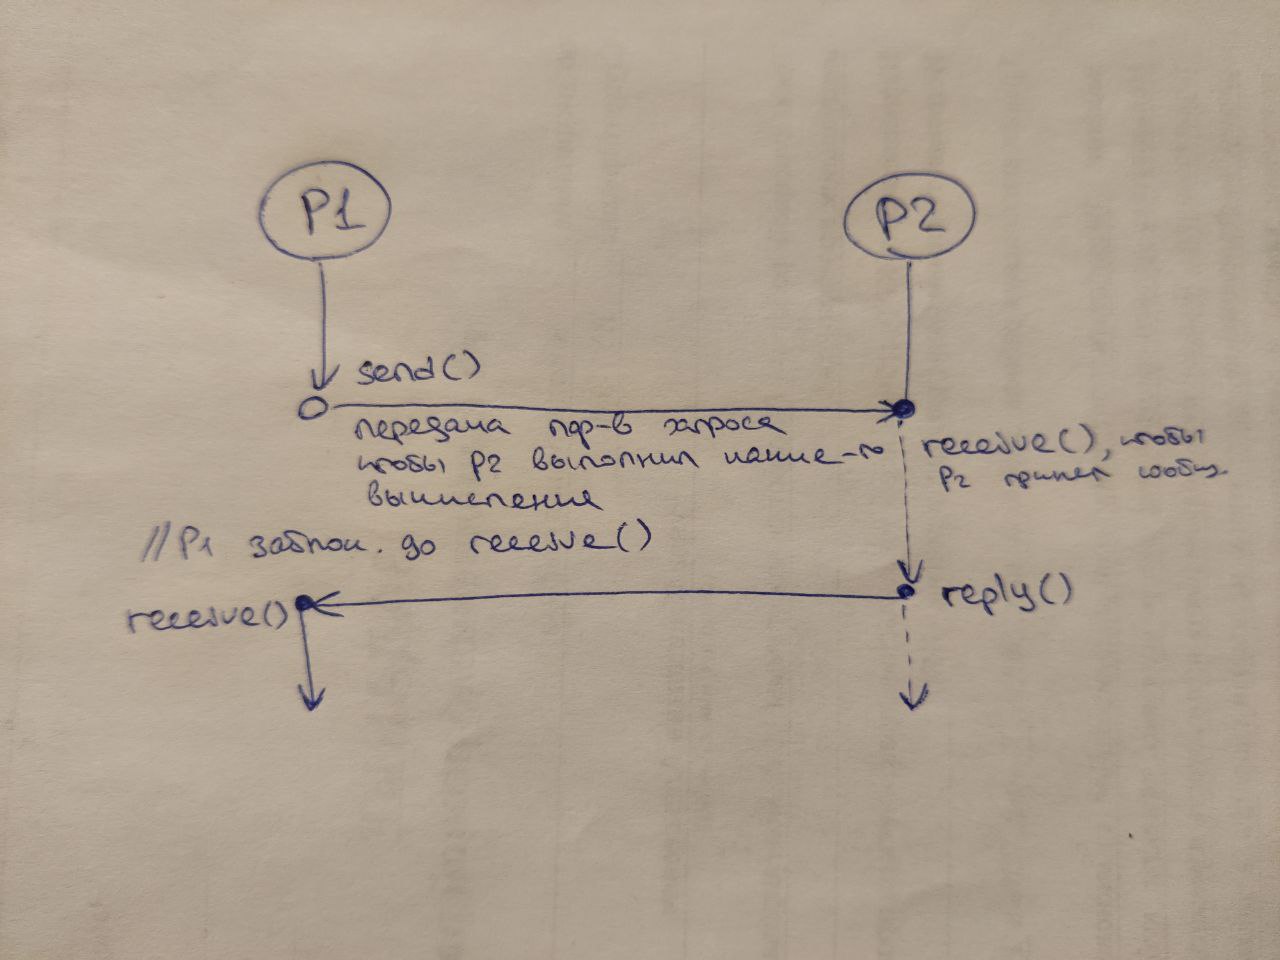 P1
P2
send()
передача инф-в запроса
чтобы P2 выполнил какие-то
вычисления
receive(), чтобы
P2 принял сообщ.
// P1 заблок. до receive()
receive()
reply()